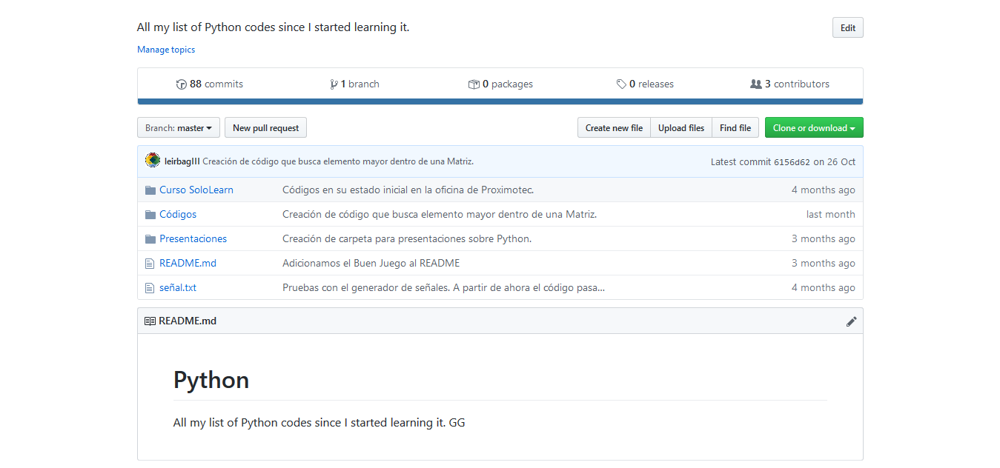 All my list of Python codes since I started learning it.
Edit
Manage topics
88 commits
1 branch
0 packages
0 releases
3 contributors
Branch: master
New pull request
Create new file
Upload files
Find file
Clone or download
leirbagIII Creación de código que busca elemento mayor dentro de una Matriz.
Latest commit 6156d62 on 26 Oct
Curso SoloLearn
Códigos en su estado inicial en la oficina de Proximotec.
4 months ago
Códigos
Creación de código que busca elemento mayor dentro de una Matriz.
last month
Presentaciones
Creación de carpeta para presentaciones sobre Python.
3 months ago
README.md
Adicionamos el Buen Juego al README
3 months ago
señal.txt
Pruebas con el generador de señales. A partir de ahora el código pasa...
4 months ago
README.md
Python
All my list of Python codes since I started learning it. GG